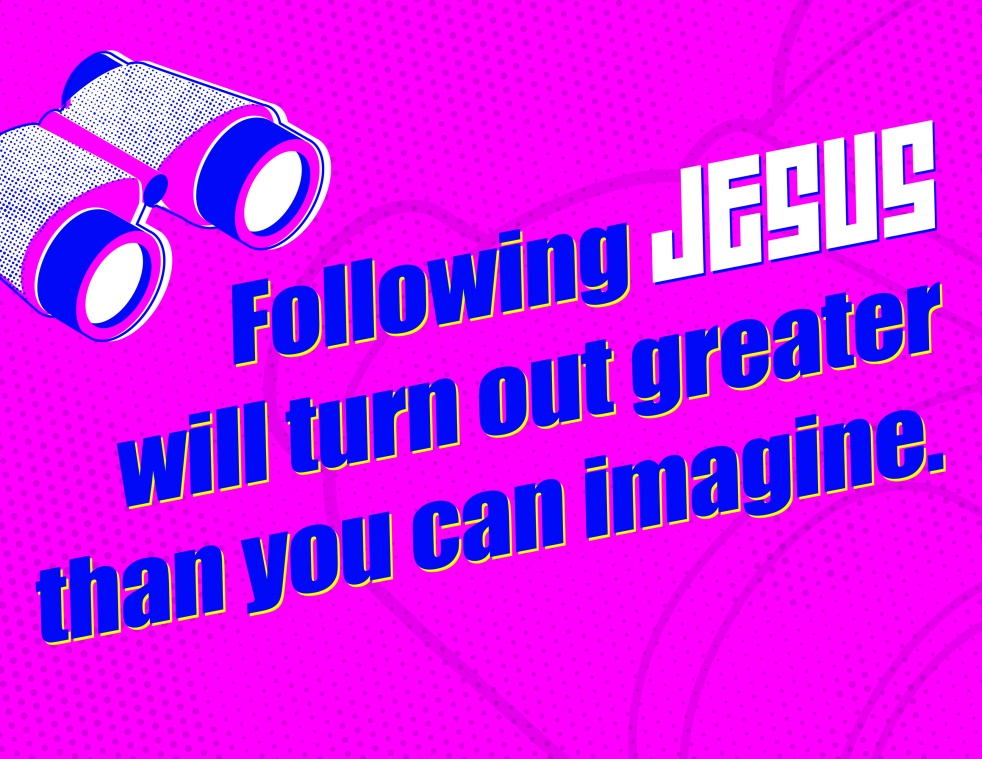 Following JESUS
will turn out greater
than you can imagine.